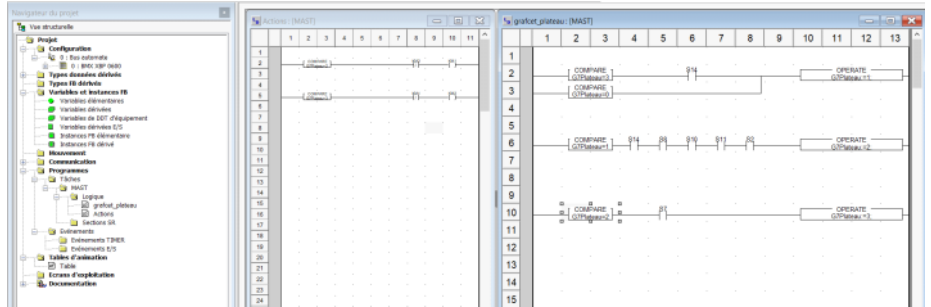 Navigateur du projet
Vue structurelle
Projet
Configuration
0 : Bus automate
0 : BMX XBP 0600
Types données dérivés
Types FB dérivés
Variables et instances FB
Variables élémentaires
Variables dérivées
Variables de DDT d'équipement
Variables dérivées E/S
Instances FB élémentaire
Instances FB dérivé
Mouvement
Communication
Programmes
Tâches
MAST
Logique
grafcet_plateau
Actions
Sections SR
Evénements
Evénements TIMER
Evénements E/S
Tables d'animation
Table
Ecrans d'exploitation
Documentation
Actions : [MAST]
1 2 3 4 5 6 7 8 9 10 11
1
2
COMPARE
3
4
5
COMPARE
6
7
8
9
10
11
12
13
14
15
16
17
18
19
20
21
22
23
24
grafcet_plateau : [MAST]
1 2 3 4 5 6 7 8 9 10 11 12 13
1
2
COMPARE
G7Plateau=3
S14
OPERATE
G7Plateau:=1
3
COMPARE
G7Plateau=0
4
5
6
COMPARE
G7Plateau=1
S10 S11 S2
OPERATE
G7Plateau:=2
7
8
9
10
COMPARE
G7Plateau=2
OPERATE
G7Plateau:=3
11
12
13
14
15